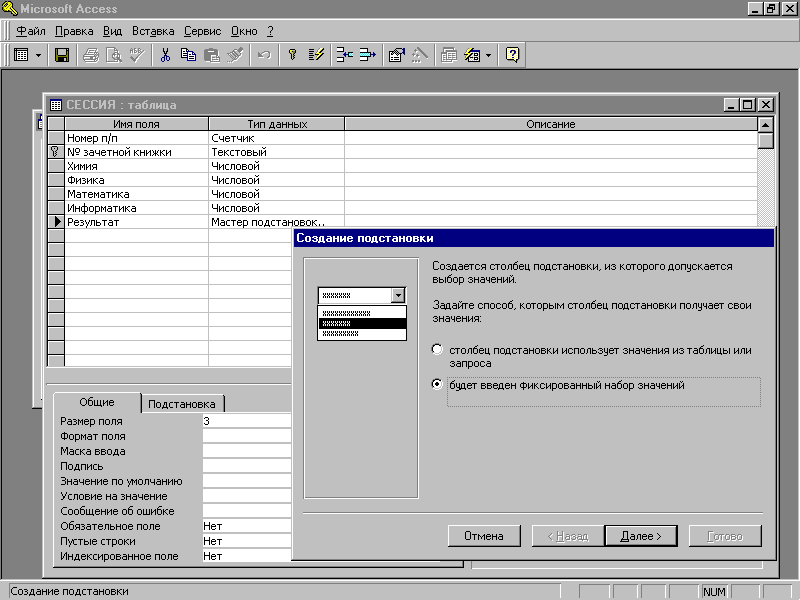 Microsoft Access
Файл Правка Вид Вставка Сервис Окно ?
СЕССИЯ : таблица
Имя поля Тип данных Описание
Номер п/п Счетчик
№ зачетной книжки Текстовый
Химия Числовой
Физика Числовой
Математика Числовой
Информатика Числовой
Результат Мастер подстановок..
Создание подстановки
Создается столбец подстановки, из которого допускается
выбор значений.
Задайте способ, которым столбец подстановки получает свои
значения:
xxxxxxx
xxxxxxxxxxxx
xxxxxxx
xxxxxxxxx
столбец подстановки использует значения из таблицы или
запроса
будет введен фиксированный набор значений
Отмена < Назад Далее > Готово
Общие Подстановка
Размер поля 3
Формат поля
Маска ввода
Подпись
Значение по умолчанию
Условие на значение
Сообщение об ошибке
Обязательное поле Нет
Пустые строки Нет
Индексированное поле Нет
Создание подстановки NUM